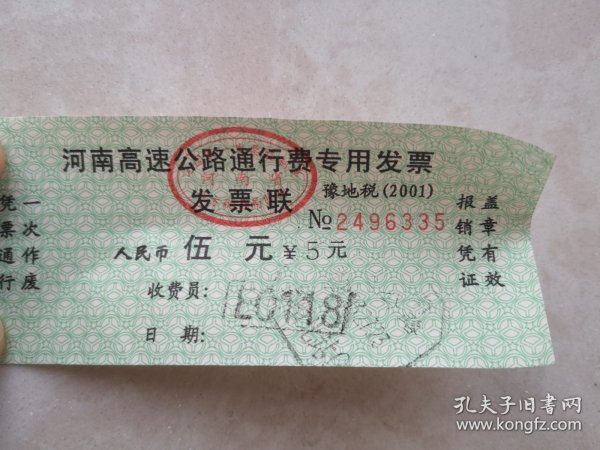 河南高速公路通行费专用发票
发票联
豫地税(2001)
№2496335
人民币 伍 元 ¥5元
收费员:
日期:
凭票通行
一次作废
报销凭证
盖章有效
河南省
孔夫子旧书网
www.kongfz.com